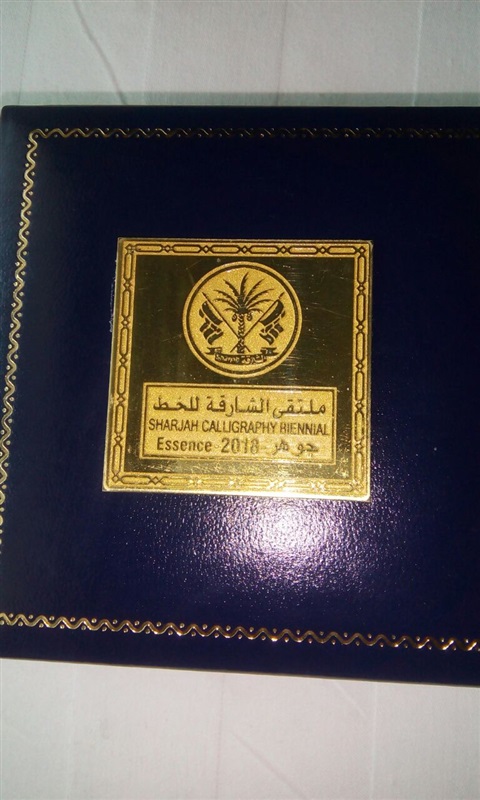 ملتقى الشارقة للخط
SHARJAH CALLIGRAPHY BIENNIAL
Essence 2018 جوهر